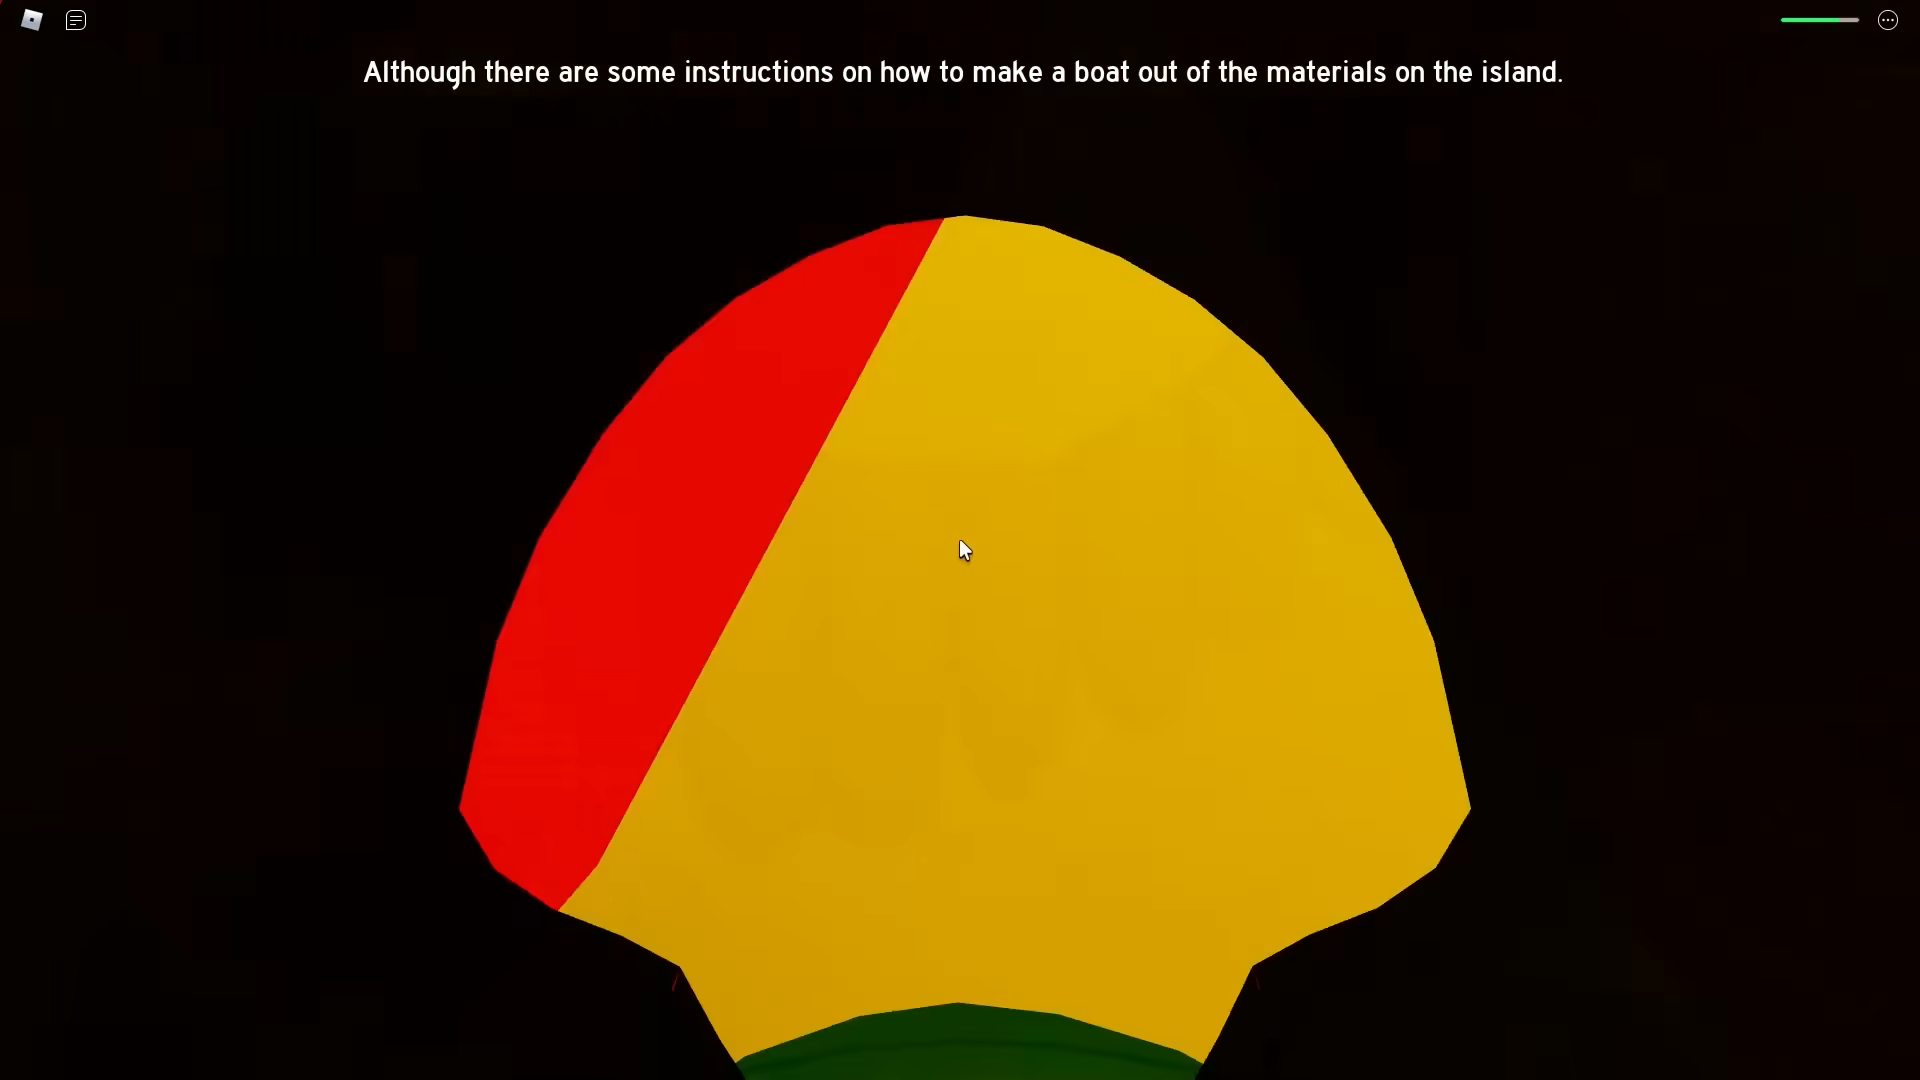 Although there are some instructions on how to make a boat out of the materials on the island.